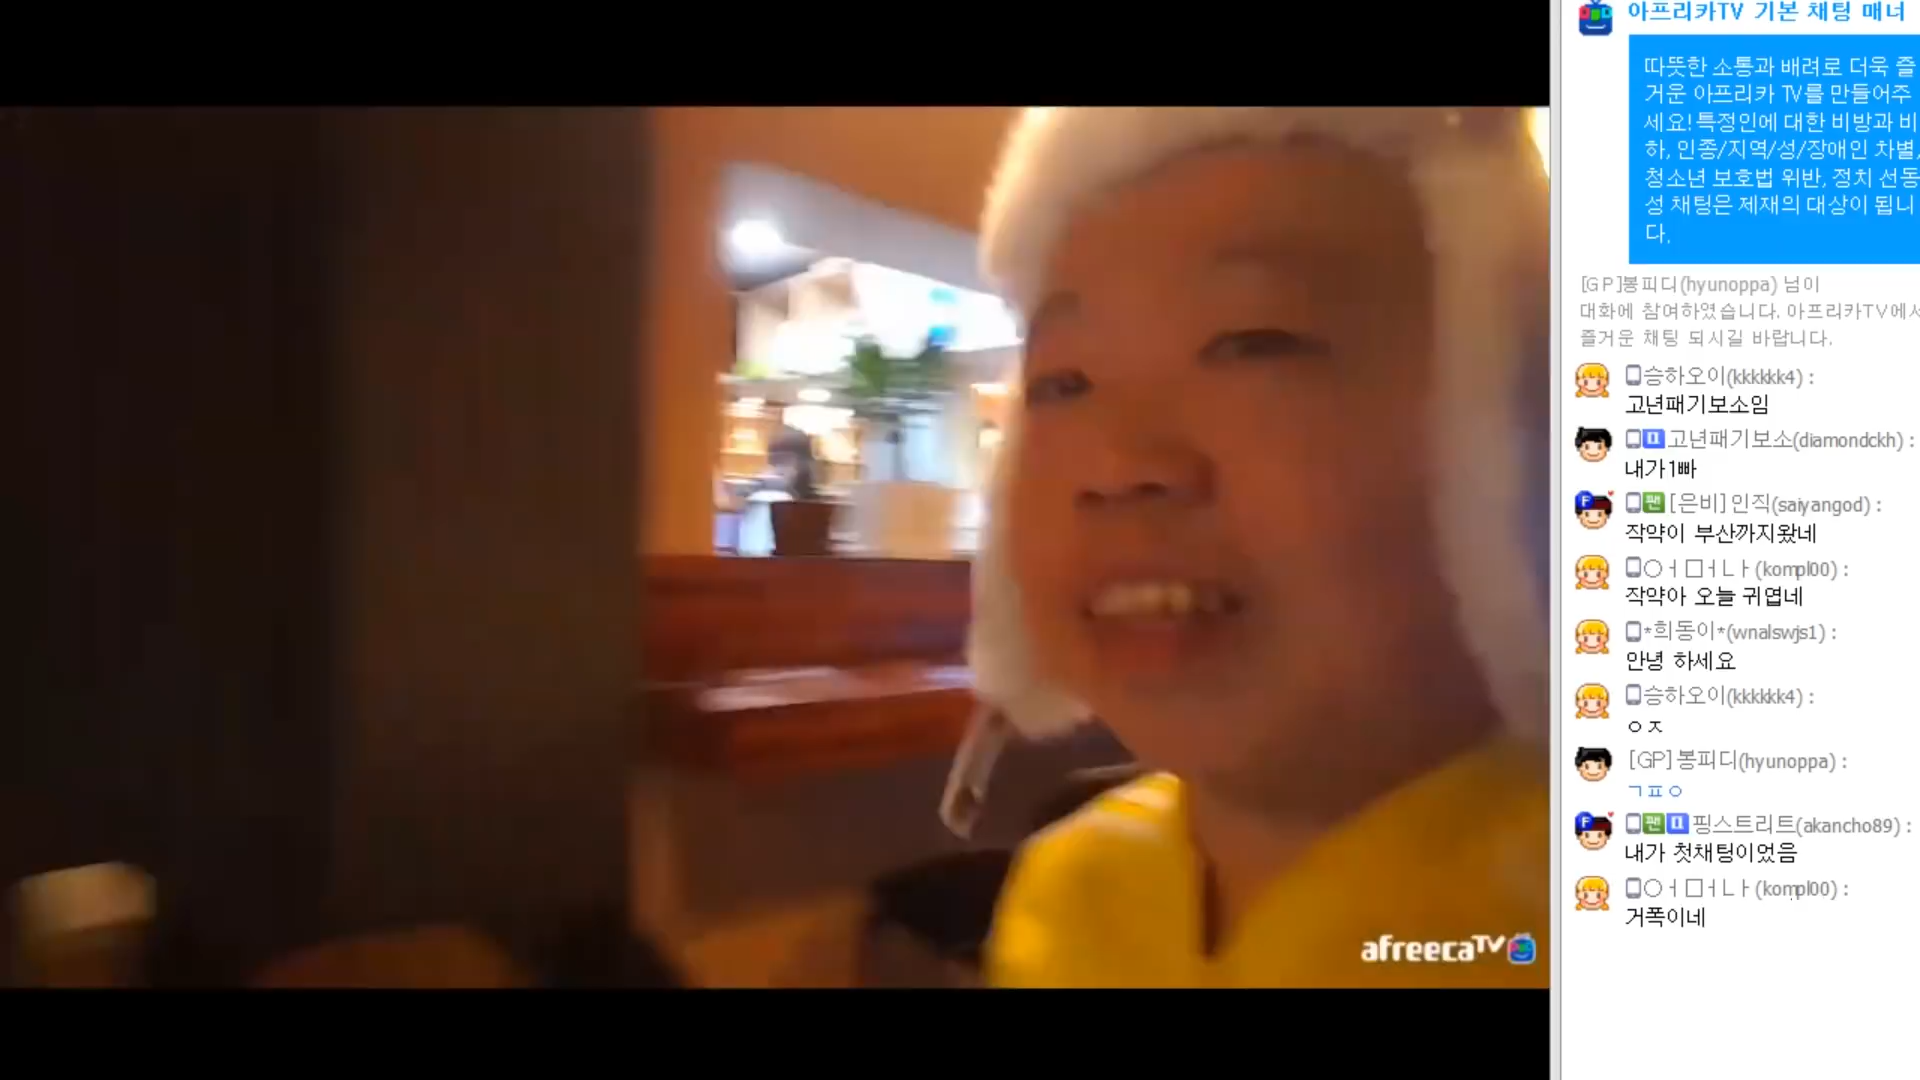 아프리카TV 기본 채팅 매너
따뜻한 소통과 배려로 더욱 즐
거운 아프리카 TV를 만들어주
세요! 특정인에 대한 비방과 비
하, 인종/지역/성/장애인 차별,
청소년 보호법 위반, 정치 선동
성 채팅은 제재의 대상이 됩니
다.
[GP]봉피디(hyunoppa) 님이
대화에 참여하였습니다. 아프리카TV에서
즐거운 채팅 되시길 바랍니다.
승하오이(kkkkkk4) :
고년패기보소임
고년패기보소(diamondckh) :
내가1빠
팬 [은비]인직(saiyangod) :
작약이 부산까지왔네
ㅇㅓㅁㅓㄴㅏ(kompl00) :
작약아 오늘 귀엽네
*희동이*(wnalswjs1) :
안녕 하세요
승하오이(kkkkkk4) :
ㅇㅈ
[GP]봉피디(hyunoppa) :
ㄱㅍㅇ
팬 핑스트리트(akancho89) :
내가 첫채팅이었음
ㅇㅓㅁㅓㄴㅏ(kompl00) :
거폭이네
afreecaTV